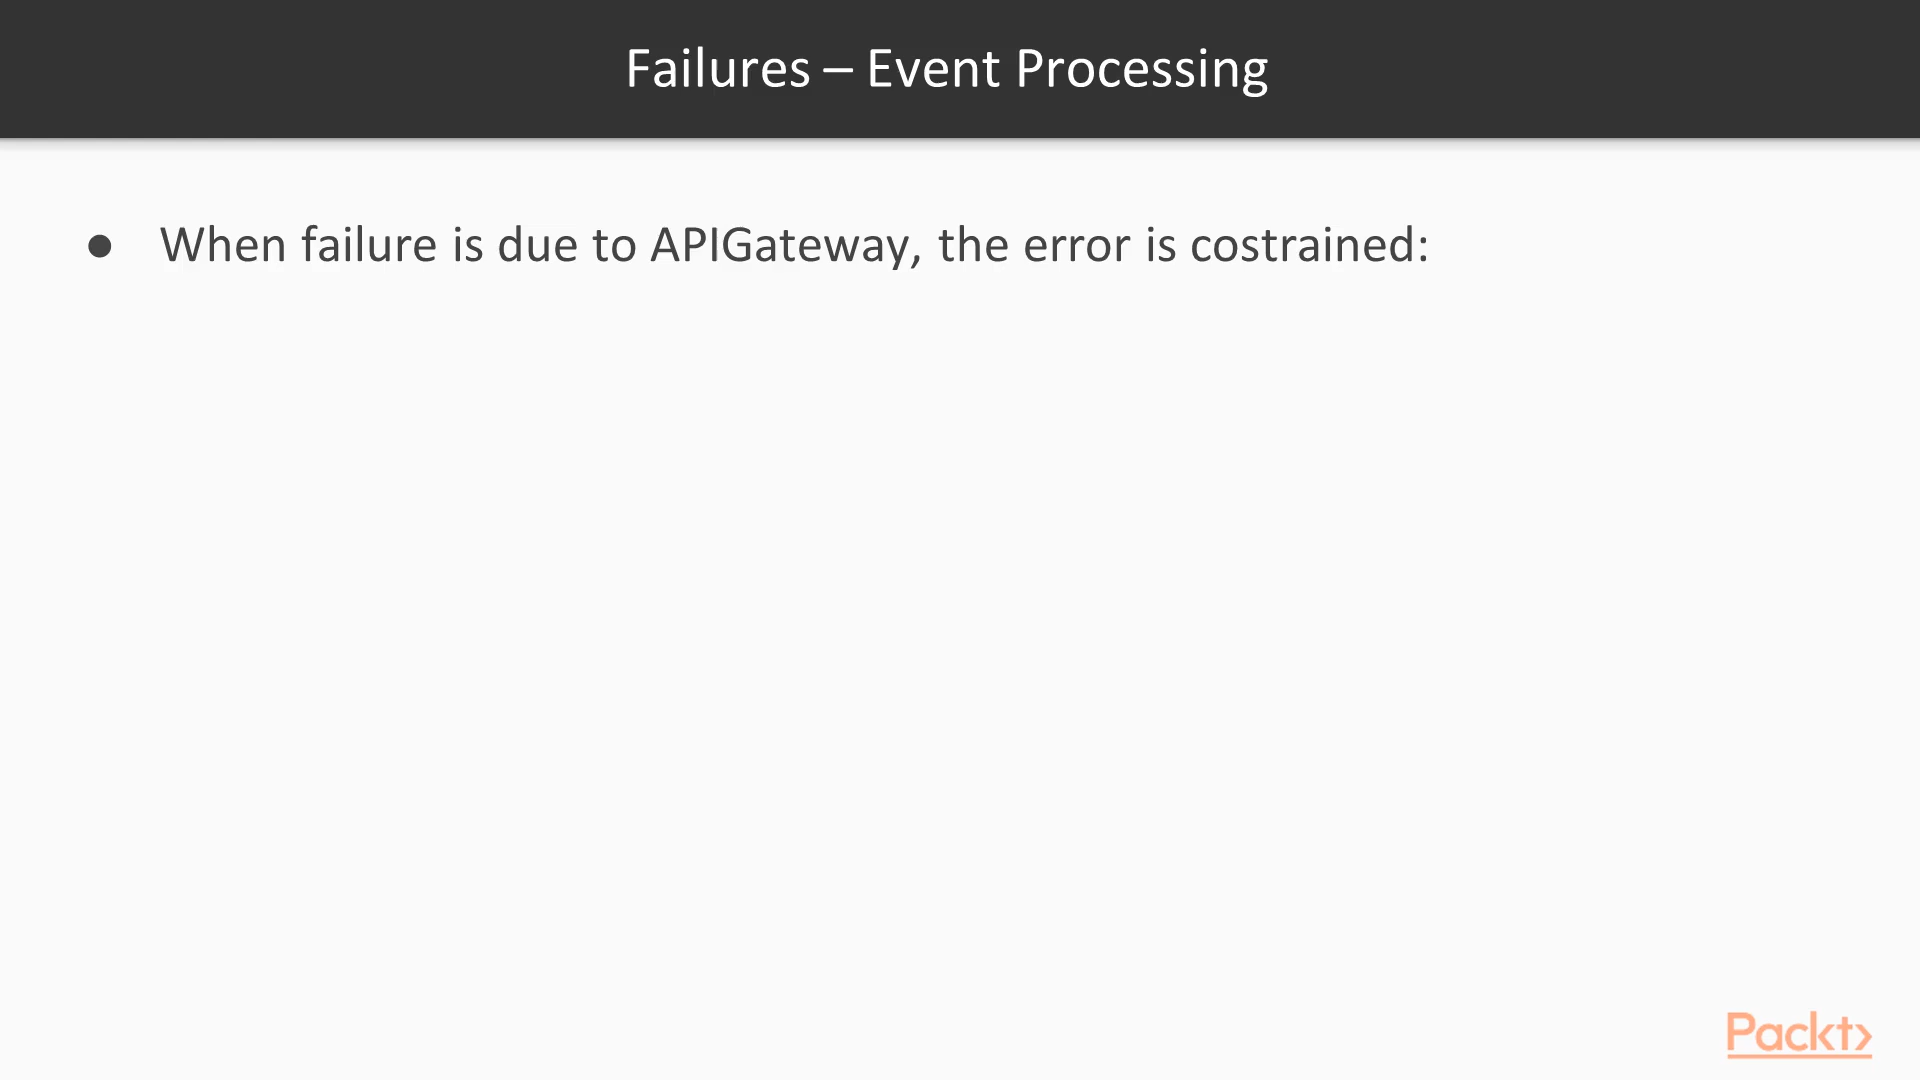 Failures – Event Processing
● When failure is due to APIGateway, the error is costrained:
Packt>